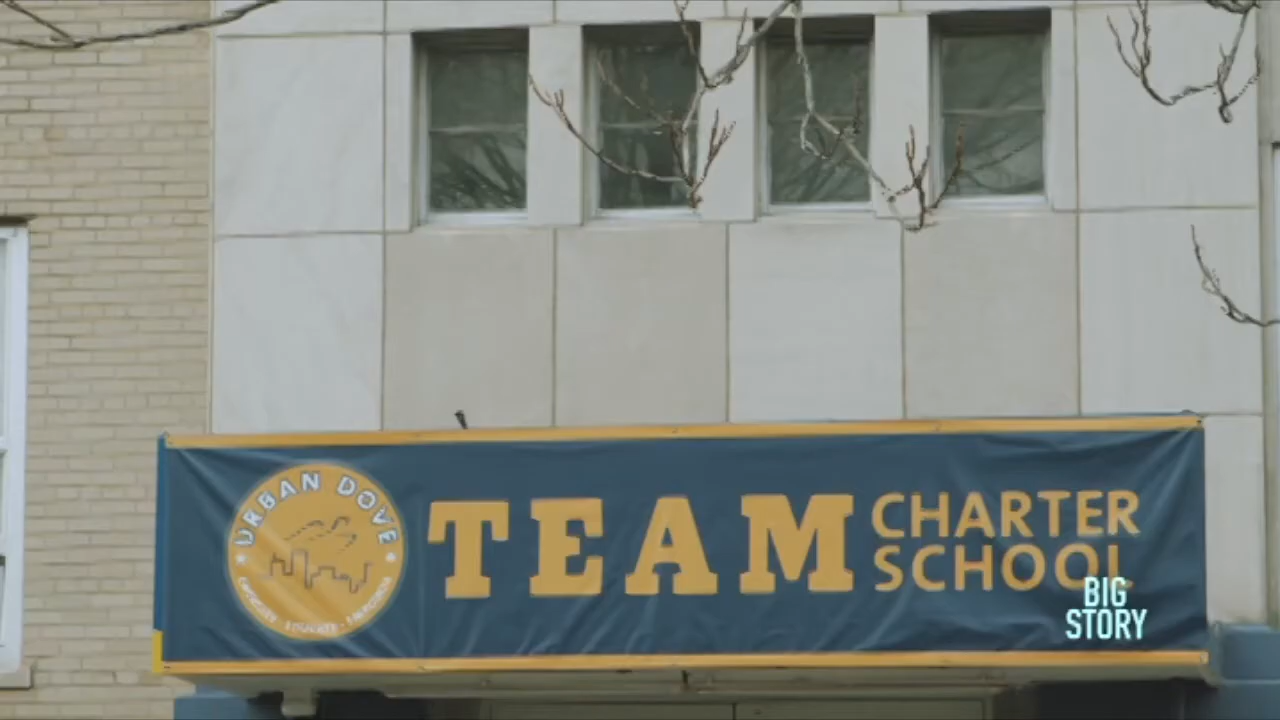 URBAN DOVE
TEAM
CHARTER
SCHOOL
BIG
STORY